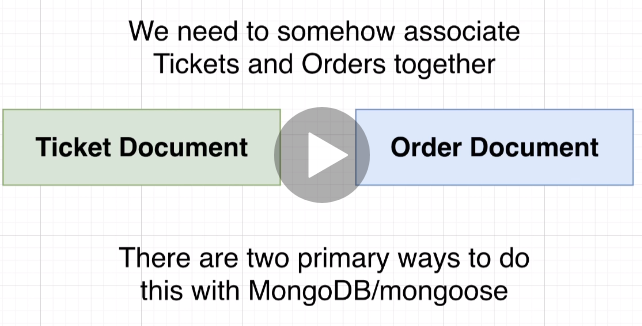 We need to somehow associate
Tickets and Orders together
Ticket Document
Order Document
There are two primary ways to do
this with MongoDB/mongoose